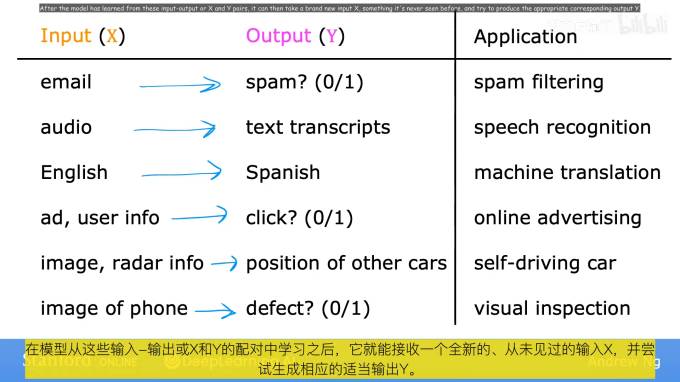 After the model has learned from these input-output or X and Y pairs, it can then take a brand new input X, something it's never seen before, and try to produce the appropriate corresponding output Y.
bilibili
Input (X) Output (Y) Application
email spam? (0/1) spam filtering
audio text transcripts speech recognition
English Spanish machine translation
ad, user info click? (0/1) online advertising
image, radar info position of other cars self-driving car
image of phone defect? (0/1) visual inspection
在模型从这些输入–输出或X和Y的配对中学习之后，它就能接收一个全新的、从未见过的输入X，并尝
试生成相应的适当输出Y。
Stanford ONLINE DeepLearning Andrew Ng